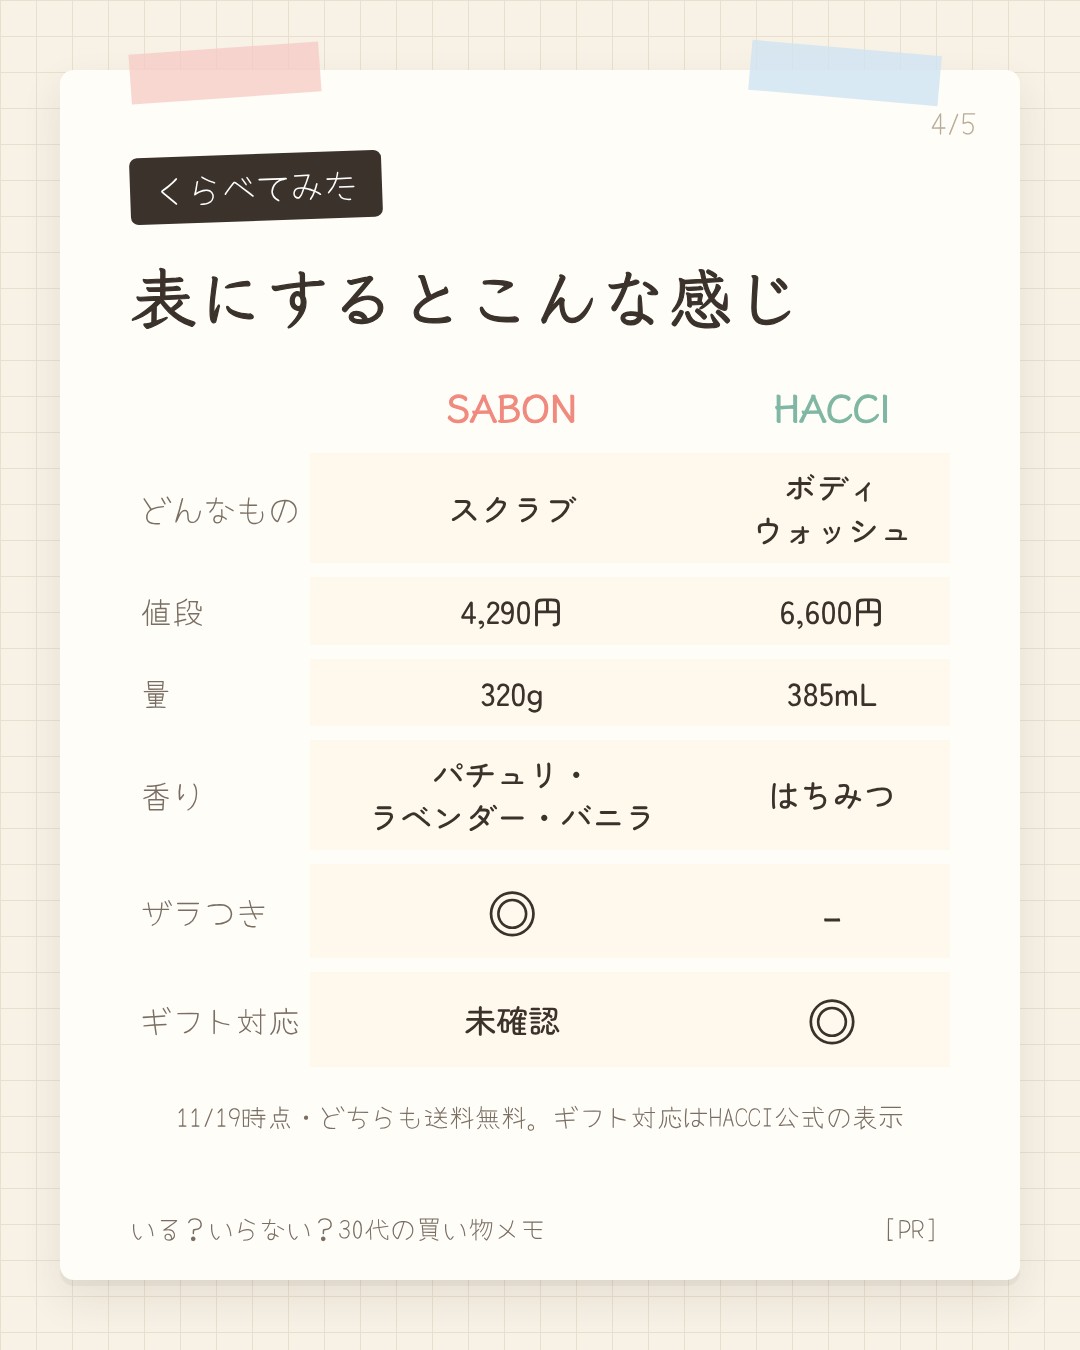 4/5
くらべてみた
表にするとこんな感じ
SABON HACCI
どんなもの スクラブ ボディ
ウォッシュ
値段 4,290円 6,600円
量 320g 385mL
香り パチュリ・
ラベンダー・バニラ はちみつ
ザラつき ◎ –
ギフト対応 未確認 ◎
11/19時点・どちらも送料無料。ギフト対応はHACCI公式の表示
いる？いらない？30代の買い物メモ [PR]